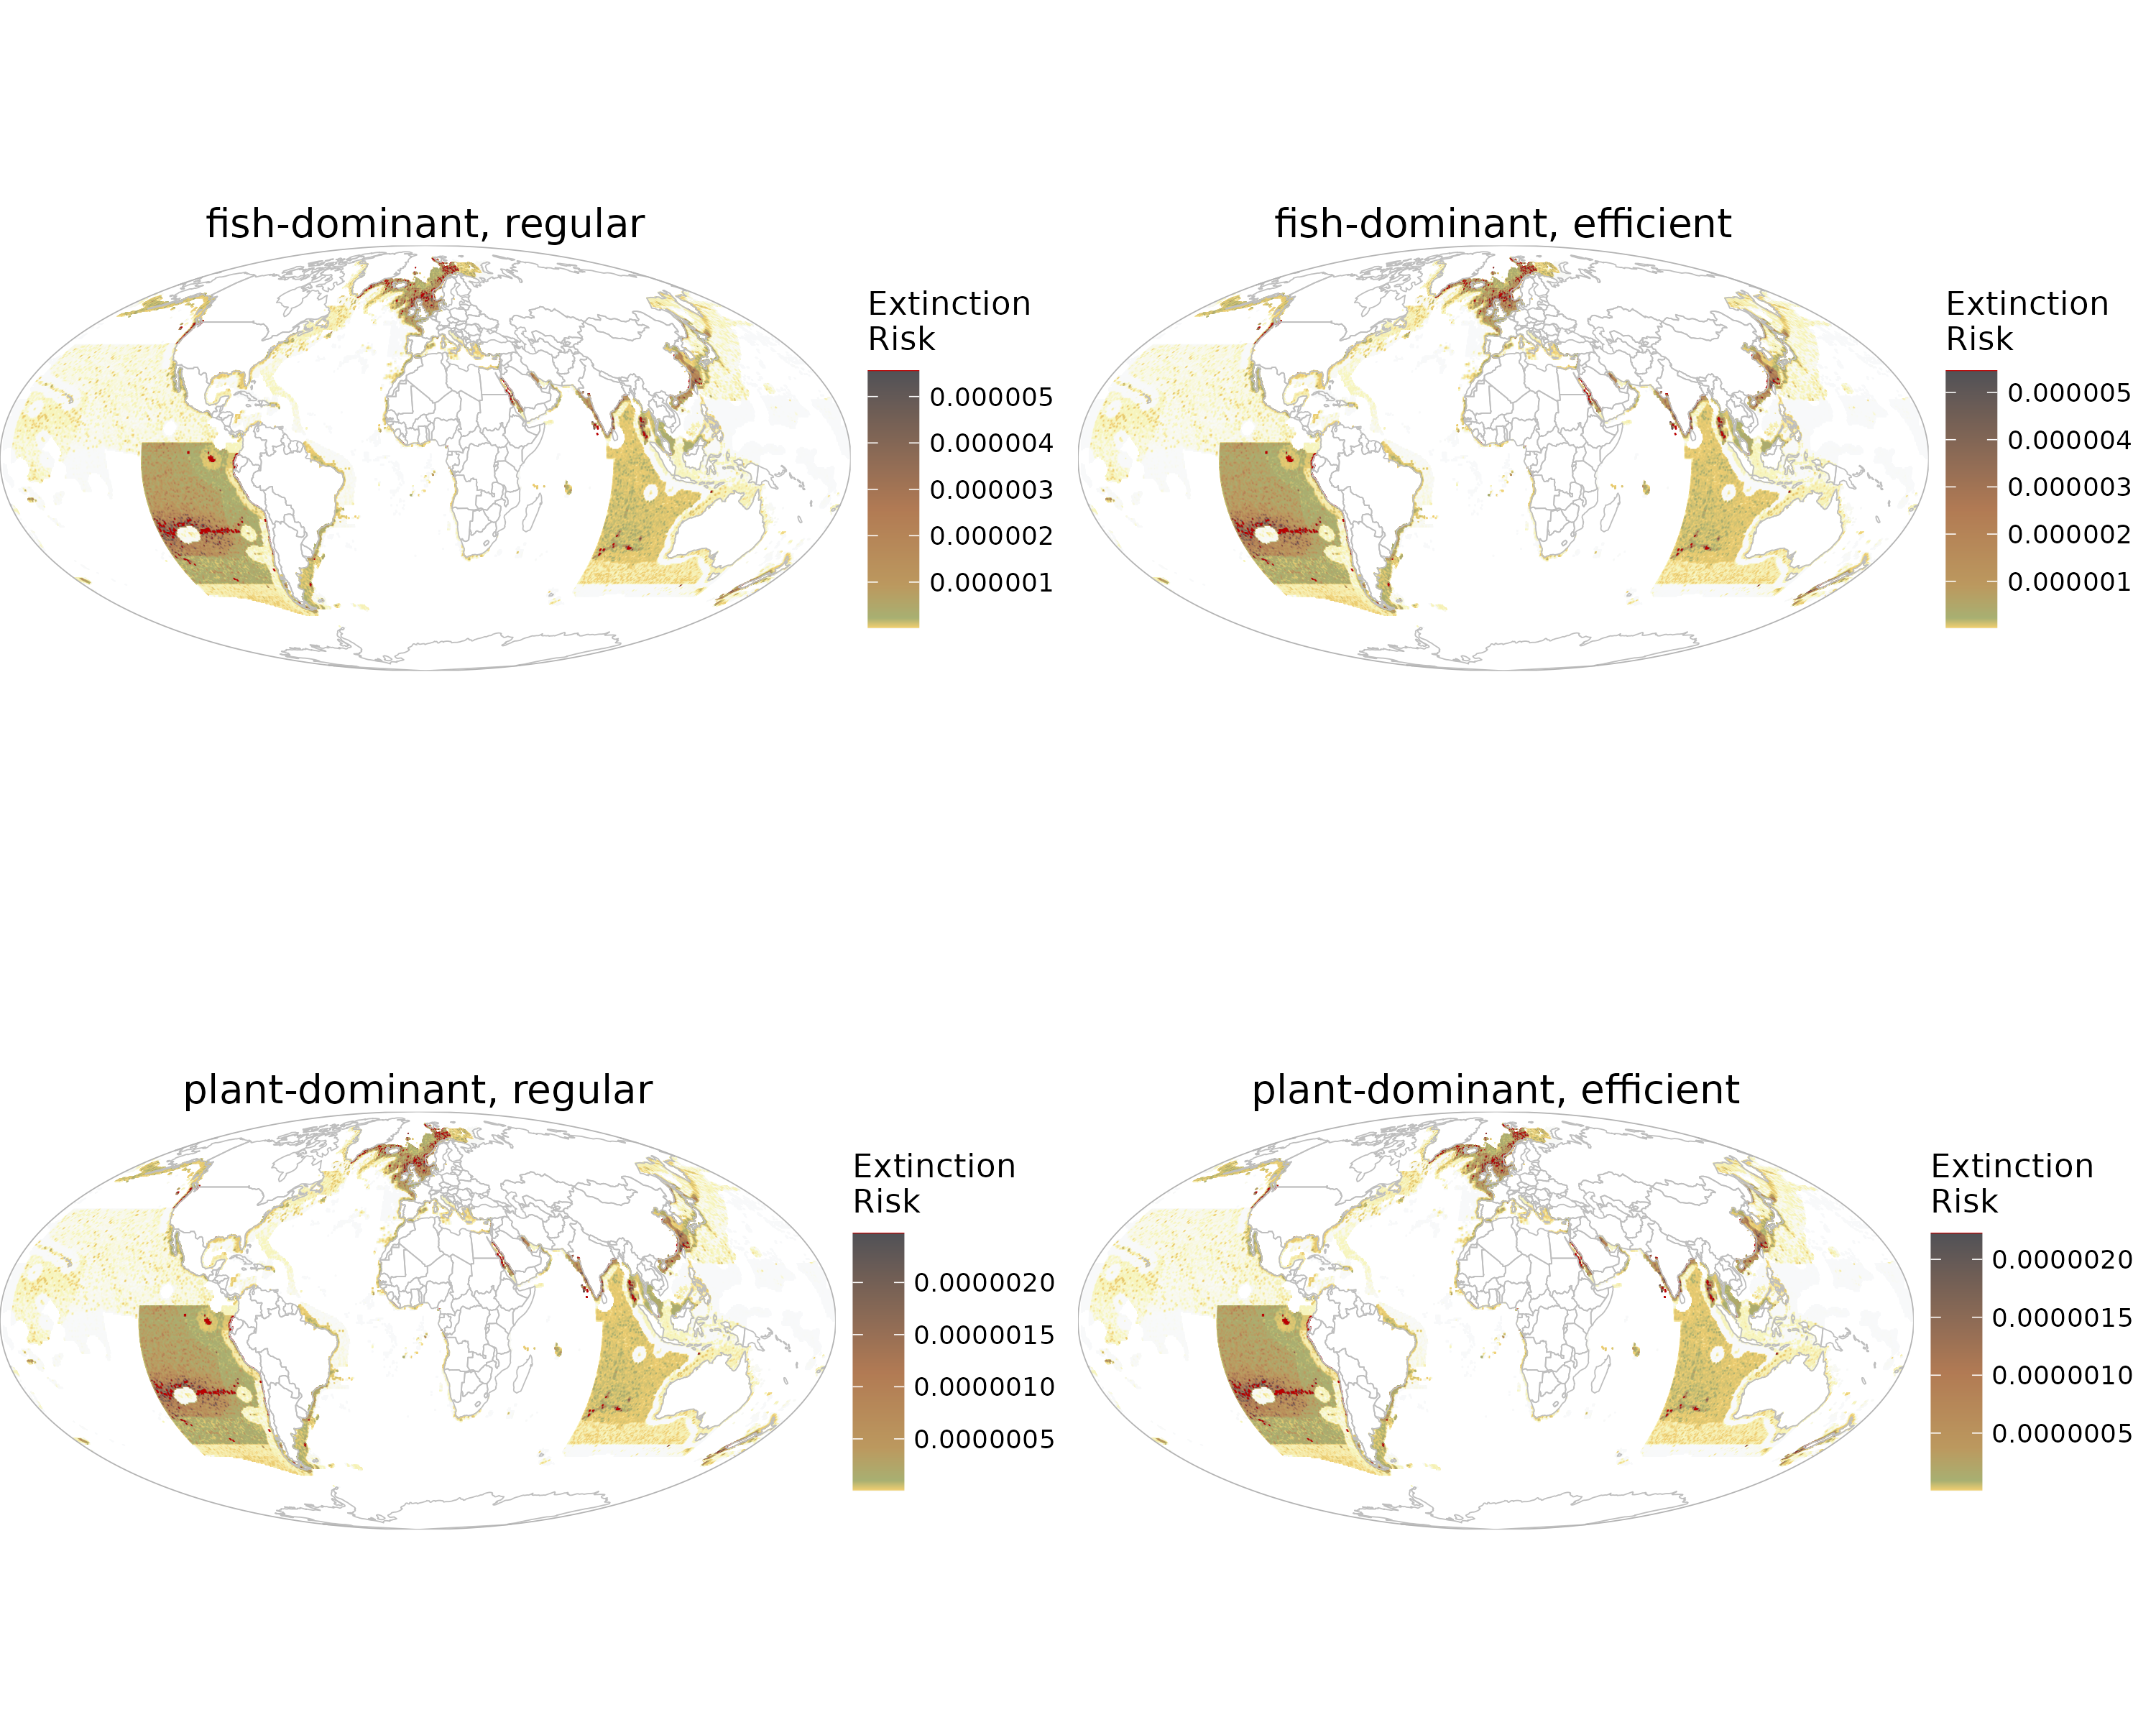 fish-dominant, regular
Extinction
Risk
0.000005
0.000004
0.000003
0.000002
0.000001
fish-dominant, efficient
Extinction
Risk
0.000005
0.000004
0.000003
0.000002
0.000001
plant-dominant, regular
Extinction
Risk
0.0000020
0.0000015
0.0000010
0.0000005
plant-dominant, efficient
Extinction
Risk
0.0000020
0.0000015
0.0000010
0.0000005